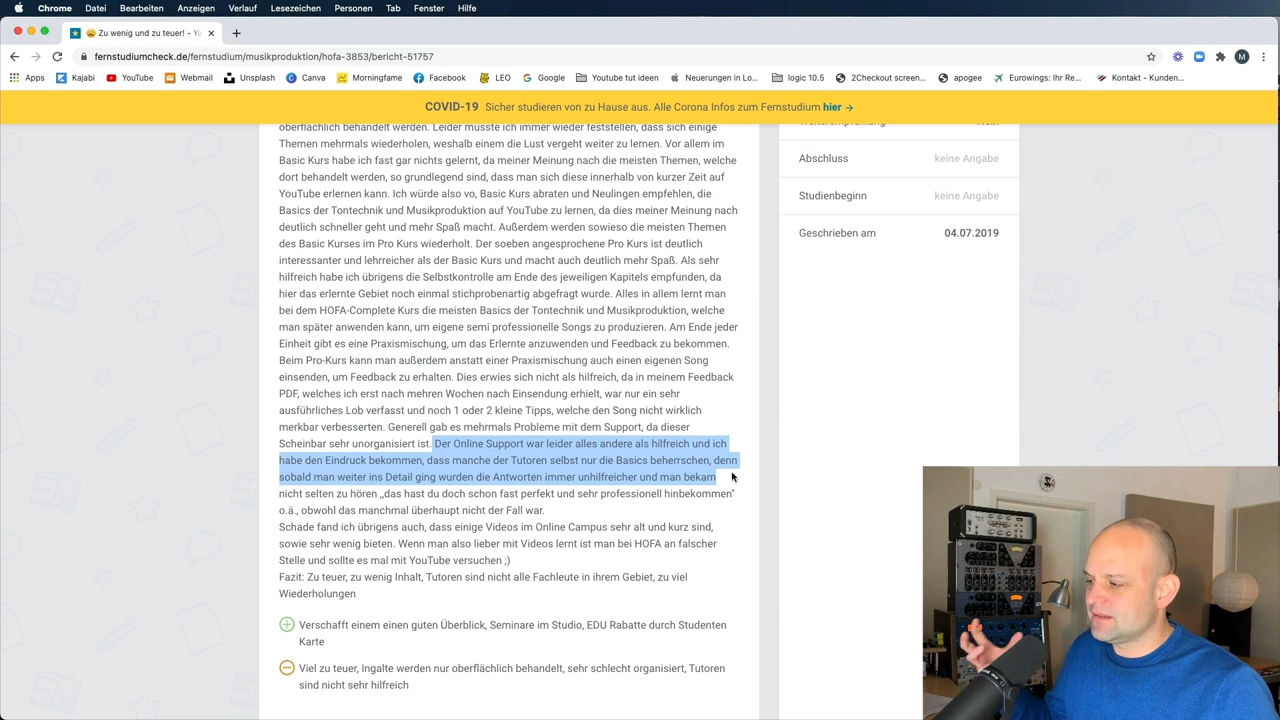 Chrome Datei Bearbeiten Anzeigen Verlauf Lesezeichen Personen Tab Fenster Hilfe
Zu wenig und zu teuer! -
fernstudiumcheck.de/fernstudium/musikproduktion/hofa-3853/bericht-51757
M
Apps Kajabi YouTube Webmail Unsplash Canva Morningfame Facebook LEO Google Youtube tut ideen Neuerungen in Lo... logic 10.5 2Checkout screen... apogee Eurowings: Ihr Re... Kontakt - Kunden...
COVID-19 Sicher studieren von zu Hause aus. Alle Corona Infos zum Fernstudium hier →
oberflächlich behandelt werden. Leider musste ich immer wieder feststellen, dass sich einige
Themen mehrmals wiederholen, weshalb einem die Lust vergeht weiter zu lernen. Vor allem im
Basic Kurs habe ich fast gar nichts gelernt, da meiner Meinung nach die meisten Themen, welche
dort behandelt werden, so grundlegend sind, dass man sich diese innerhalb von kurzer Zeit auf
YouTube erlernen kann. Ich würde also vo, Basic Kurs abraten und Neulingen empfehlen, die
Basics der Tontechnik und Musikproduktion auf YouTube zu lernen, da dies meiner Meinung nach
deutlich schneller geht und mehr Spaß macht. Außerdem werden sowieso die meisten Themen
des Basic Kurses im Pro Kurs wiederholt. Der soeben angesprochene Pro Kurs ist deutlich
interessanter und lehrreicher als der Basic Kurs und macht auch deutlich mehr Spaß. Als sehr
hilfreich habe ich übrigens die Selbstkontrolle am Ende des jeweiligen Kapitels empfunden, da
hier das erlernte Gebiet noch einmal stichprobenartig abgefragt wurde. Alles in allem lernt man
bei dem HOFA-Complete Kurs die meisten Basics der Tontechnik und Musikproduktion, welche
man später anwenden kann, um eigene semi professionelle Songs zu produzieren. Am Ende jeder
Einheit gibt es eine Praxismischung, um das Erlernte anzuwenden und Feedback zu bekommen.
Beim Pro-Kurs kann man außerdem anstatt einer Praxismischung auch einen eigenen Song
einsenden, um Feedback zu erhalten. Dies erwies sich nicht als hilfreich, da in meinem Feedback
PDF, welches ich erst nach mehren Wochen nach Einsendung erhielt, war nur ein sehr
ausführliches Lob verfasst und noch 1 oder 2 kleine Tipps, welche den Song nicht wirklich
merkbar verbesserten. Generell gab es mehrmals Probleme mit dem Support, da dieser
Scheinbar sehr unorganisiert ist. Der Online Support war leider alles andere als hilfreich und ich
habe den Eindruck bekommen, dass manche der Tutoren selbst nur die Basics beherrschen, denn
sobald man weiter ins Detail ging wurden die Antworten immer unhilfreicher und man bekam
nicht selten zu hören ,,das hast du doch schon fast perfekt und sehr professionell hinbekommen"
o.ä., obwohl das manchmal überhaupt nicht der Fall war.
Schade fand ich übrigens auch, dass einige Videos im Online Campus sehr alt und kurz sind,
sowie sehr wenig bieten. Wenn man also lieber mit Videos lernt ist man bei HOFA an falscher
Stelle und sollte es mal mit YouTube versuchen ;)
Fazit: Zu teuer, zu wenig Inhalt, Tutoren sind nicht alle Fachleute in ihrem Gebiet, zu viel
Wiederholungen
Verschafft einem einen guten Überblick, Seminare im Studio, EDU Rabatte durch Studenten
Karte
Viel zu teuer, Ingalte werden nur oberflächlich behandelt, sehr schlecht organisiert, Tutoren
sind nicht sehr hilfreich
Abschluss keine Angabe
Studienbeginn keine Angabe
Geschrieben am 04.07.2019